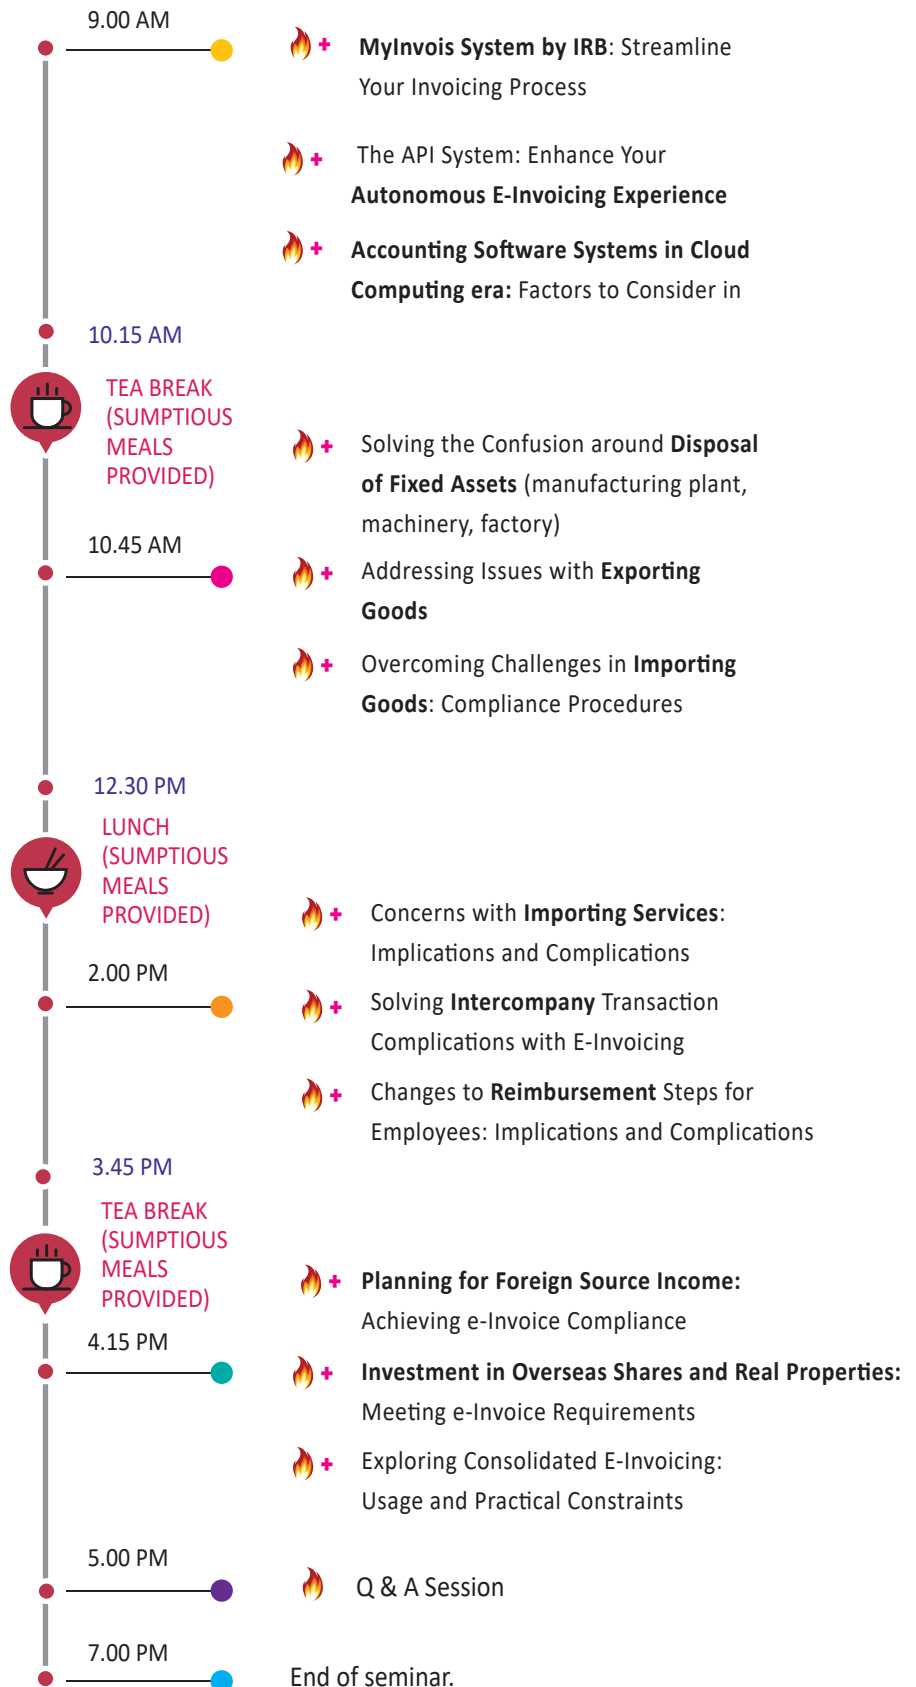 9.00 AM
MyInvois System by IRB: Streamline
Your Invoicing Process
The API System: Enhance Your
Autonomous E-Invoicing Experience
Accounting Software Systems in Cloud
Computing era: Factors to Consider in
10.15 AM
TEA BREAK
(SUMPTIOUS
MEALS
PROVIDED)
Solving the Confusion around Disposal
of Fixed Assets (manufacturing plant,
machinery, factory)
10.45 AM
Addressing Issues with Exporting
Goods
Overcoming Challenges in Importing
Goods: Compliance Procedures
12.30 PM
LUNCH
(SUMPTIOUS
MEALS
PROVIDED)
Concerns with Importing Services:
Implications and Complications
2.00 PM
Solving Intercompany Transaction
Complications with E-Invoicing
Changes to Reimbursement Steps for
Employees: Implications and Complications
3.45 PM
TEA BREAK
(SUMPTIOUS
MEALS
PROVIDED)
Planning for Foreign Source Income:
Achieving e-Invoice Compliance
4.15 PM
Investment in Overseas Shares and Real Properties:
Meeting e-Invoice Requirements
Exploring Consolidated E-Invoicing:
Usage and Practical Constraints
5.00 PM
Q & A Session
7.00 PM
End of seminar.